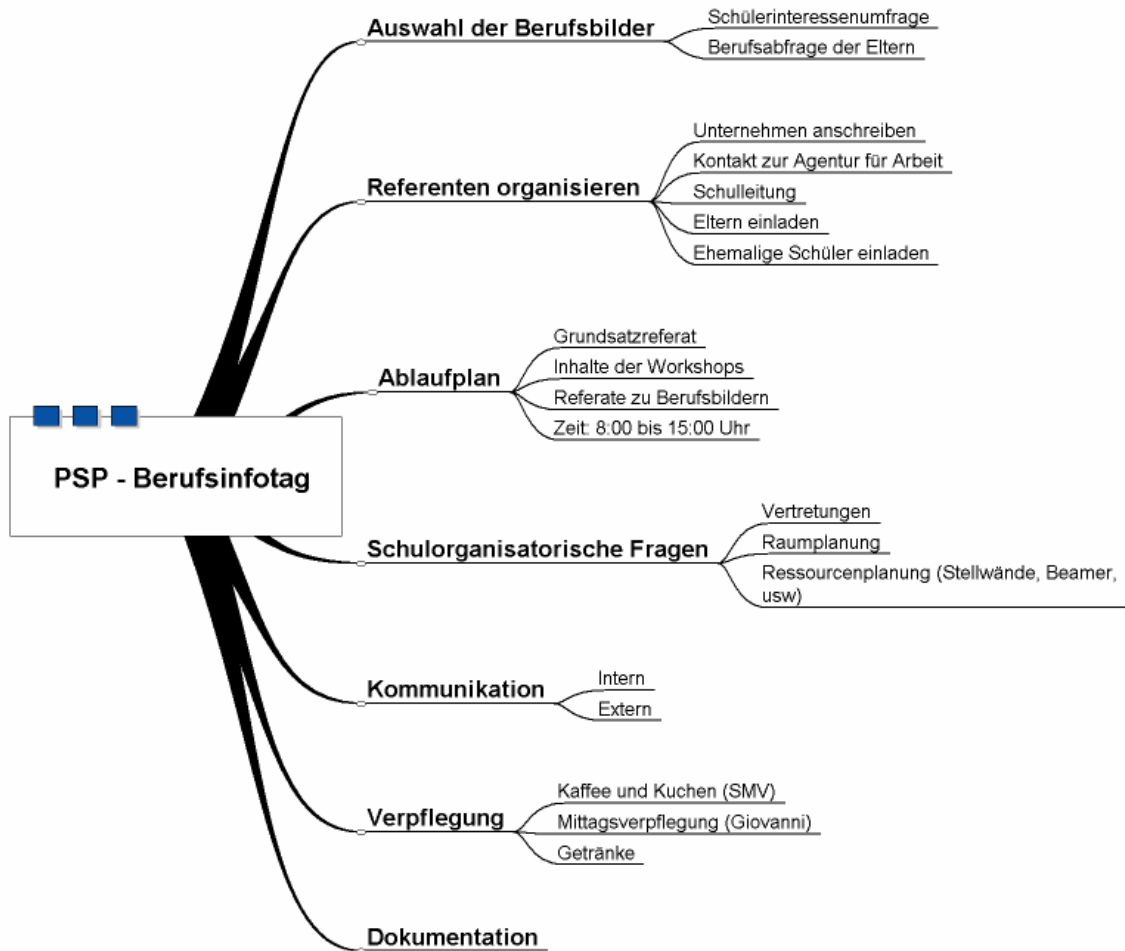 PSP - Berufsinfotag
Auswahl der Berufsbilder
Schülerinteressenumfrage
Berufsabfrage der Eltern
Referenten organisieren
Unternehmen anschreiben
Kontakt zur Agentur für Arbeit
Schulleitung
Eltern einladen
Ehemalige Schüler einladen
Ablaufplan
Grundsatzreferat
Inhalte der Workshops
Referate zu Berufsbildern
Zeit: 8:00 bis 15:00 Uhr
Schulorganisatorische Fragen
Vertretungen
Raumplanung
Ressourcenplanung (Stellwände, Beamer,
usw)
Kommunikation
Intern
Extern
Verpflegung
Kaffee und Kuchen (SMV)
Mittagsverpflegung (Giovanni)
Getränke
Dokumentation